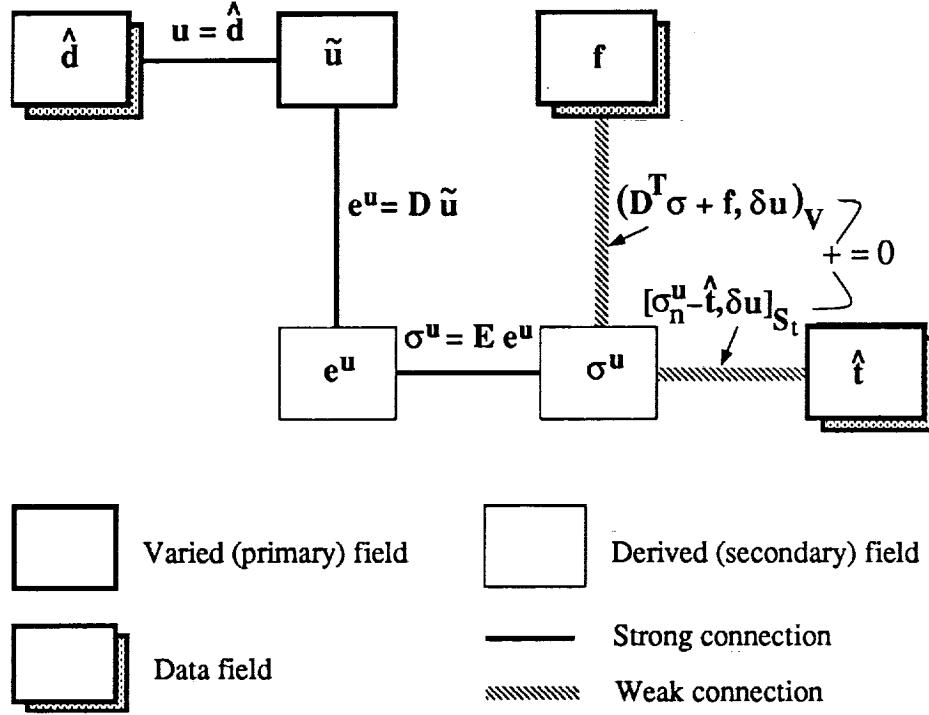 u = d̂
d̂
ũ
f
eᵘ = D ũ
(Dᵀσ + f, δu)_V
+ = 0
[σₙᵘ – t̂, δu]_Sₜ
σᵘ = E eᵘ
eᵘ
σᵘ
t̂
Varied (primary) field
Derived (secondary) field
Data field
Strong connection
Weak connection